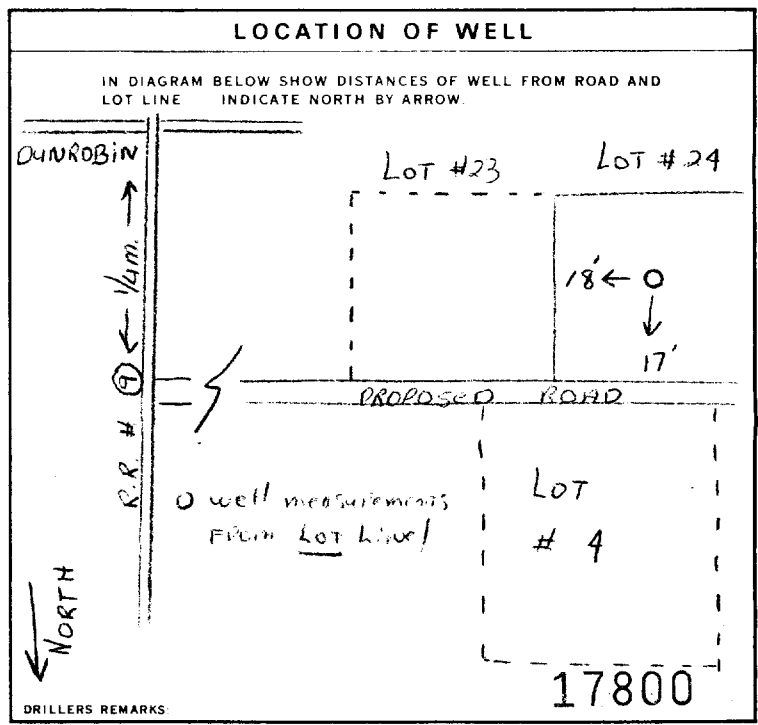 LOCATION OF WELL
IN DIAGRAM BELOW SHOW DISTANCES OF WELL FROM ROAD AND
LOT LINE INDICATE NORTH BY ARROW.
DUNROBIN
LOT #23
LOT # 24
1/4 m.
18'
17'
R.R. # 9
PROPOSED ROAD
O well measurements
FROM LOT Line!
LOT
# 4
NORTH
17800
DRILLERS REMARKS: